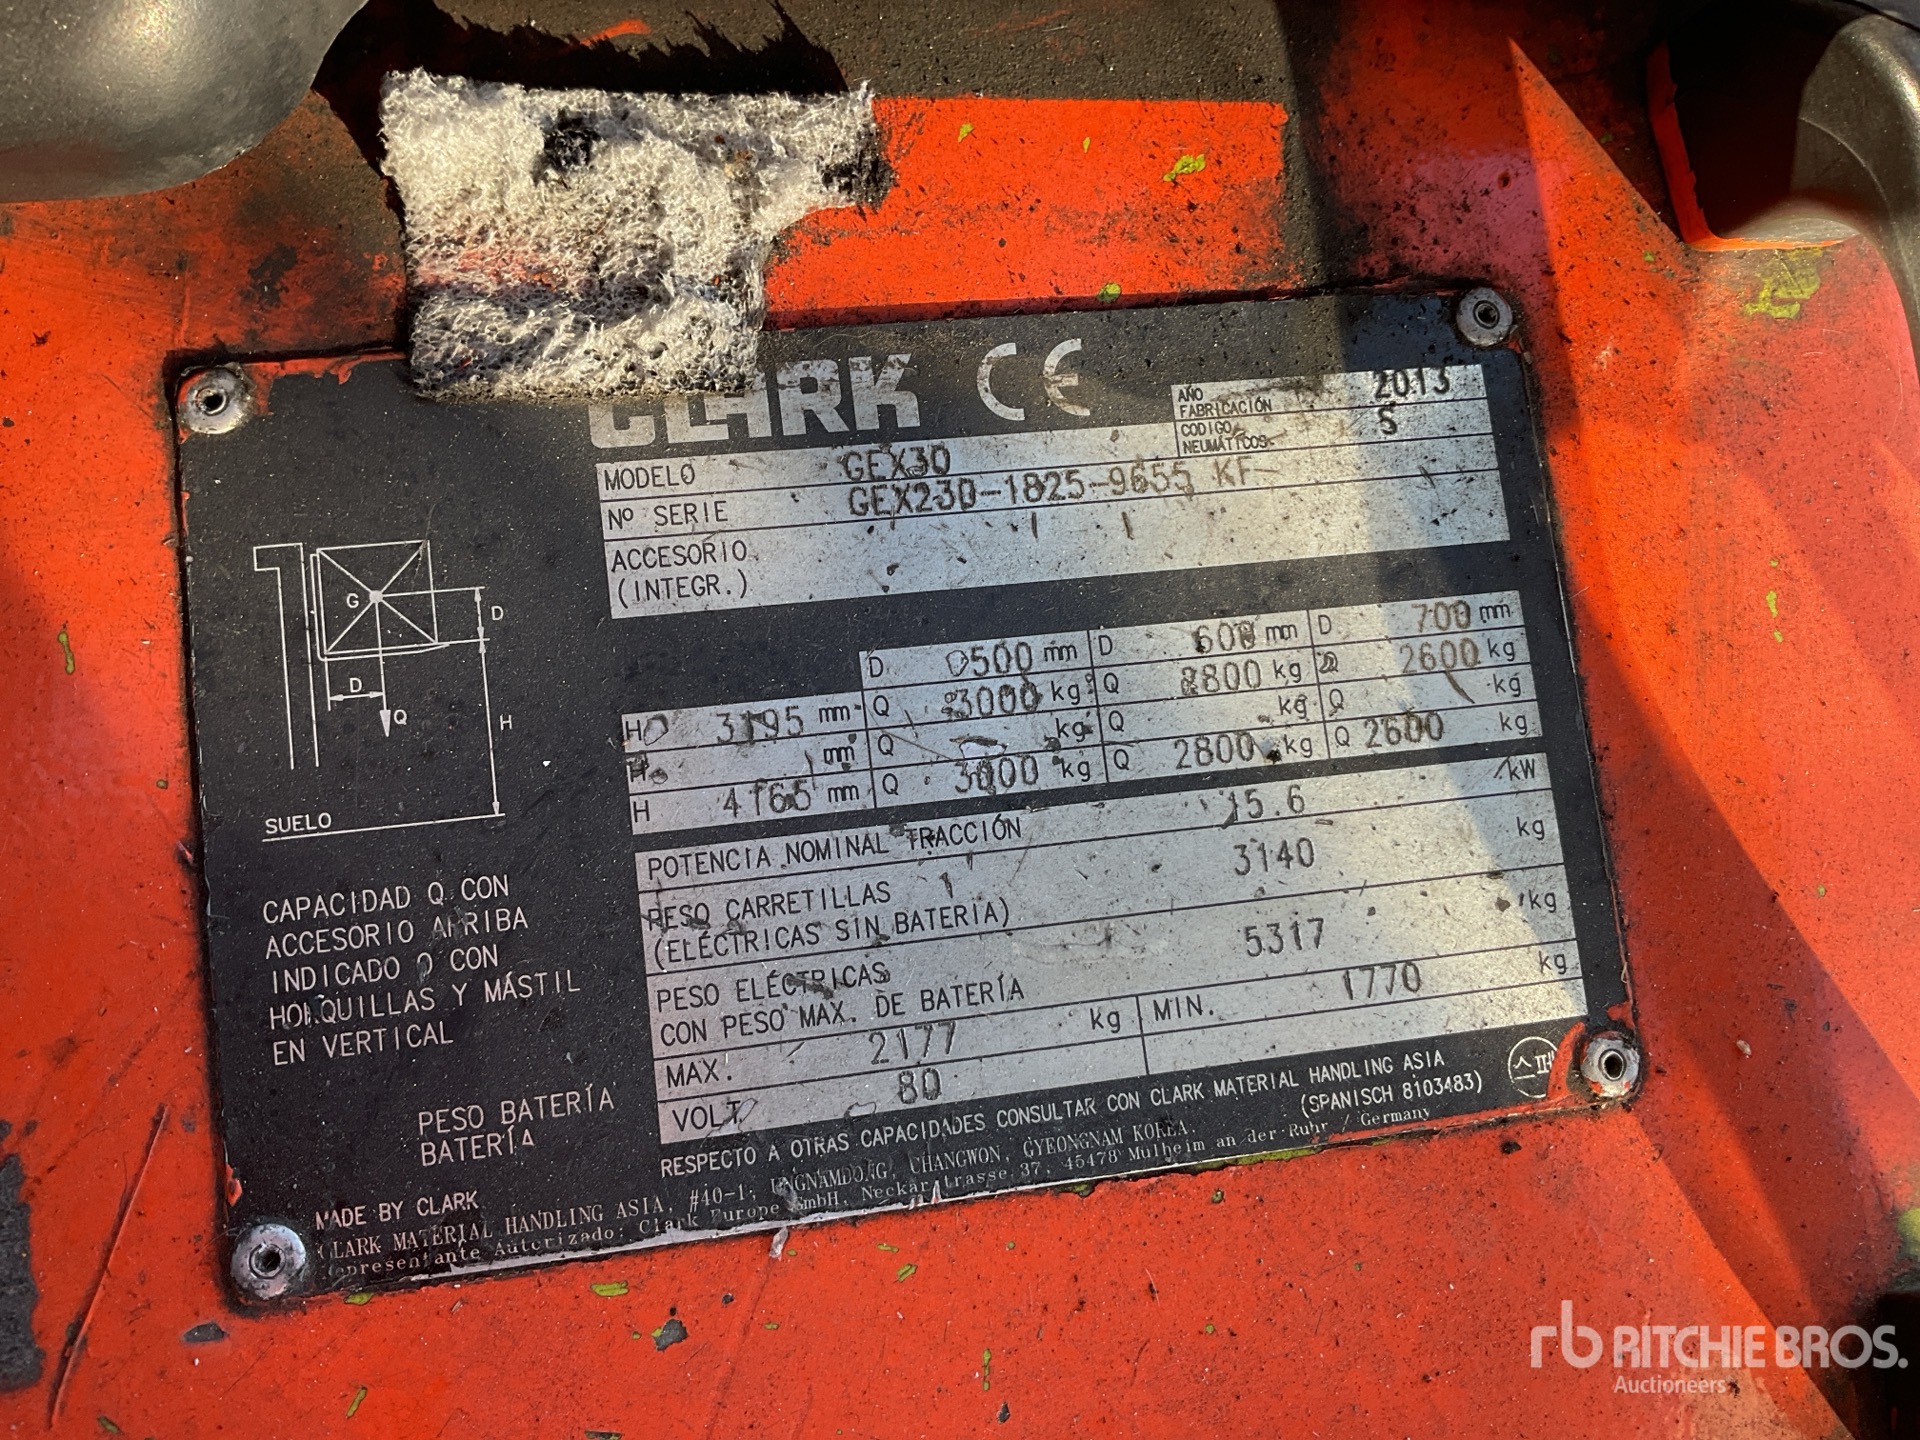 CLARK CE
AÑO FABRICACIÓN 2013
CODIGO NEUMÁTICOS S
MODELO GEX30
Nº SERIE GEX230-1825-9655 KF
ACCESORIO
(INTEGR.)
D 500 mm D 600 mm D 700 mm
H 3195 mm Q 3000 kg Q 2800 kg Q 2600 kg
H mm Q kg Q kg Q kg
H mm Q 3000 kg Q 2800 kg Q 2600 kg
G
D
D
Q
H
SUELO
POTENCIA NOMINAL TRACCIÓN 15.6 kW
PESO CARRETILLAS
(ELÉCTRICAS SIN BATERÍA) 3140 kg
PESO ELÉCTRICAS
CON PESO MAX. DE BATERÍA 5317 kg
MAX. 2177 kg MIN. 1770 kg
VOLT 80
CAPACIDAD Q CON
ACCESORIO ARRIBA
INDICADO O CON
HORQUILLAS Y MÁSTIL
EN VERTICAL
PESO BATERÍA
BATERÍA
RESPECTO A OTRAS CAPACIDADES CONSULTAR CON CLARK MATERIAL HANDLING ASIA
(SPANISCH 8103483)
MADE BY CLARK
CLARK MATERIAL HANDLING ASIA, #40-1, UNGNAMDONG, CHANGWON, GYEONGNAM KOREA.
Representante Autorizado: Clark Europe GmbH, Neckarstrasse 37, 45478 Mulheim an der Ruhr / Germany
rb RITCHIE BROS.
Auctioneers